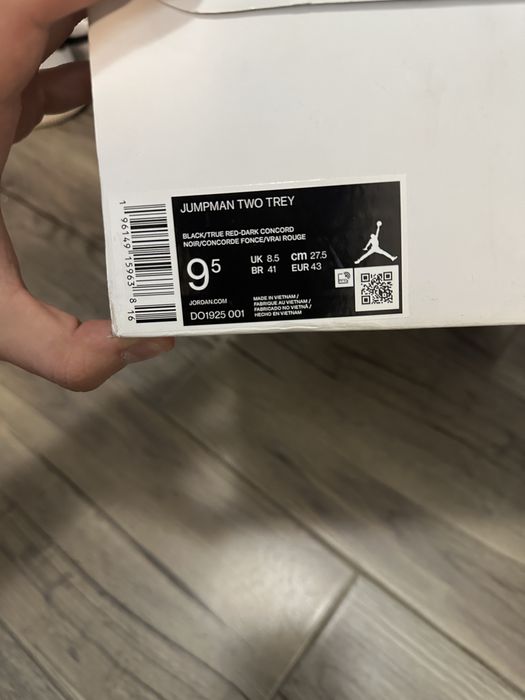 JUMPMAN TWO TREY
BLACK/TRUE RED-DARK CONCORD
NOIR/CONCORDE FONCE/VRAI ROUGE
9⁵
UK 8.5 cm 27.5
BR 41 EUR 43
JORDAN.COM
DO1925 001
MADE IN VIETNAM /
FABRIQUE AU VIETNAM /
FABRICADO NO VIETNÃ /
HECHO EN VIETNAM
1 96149 15963 8 16